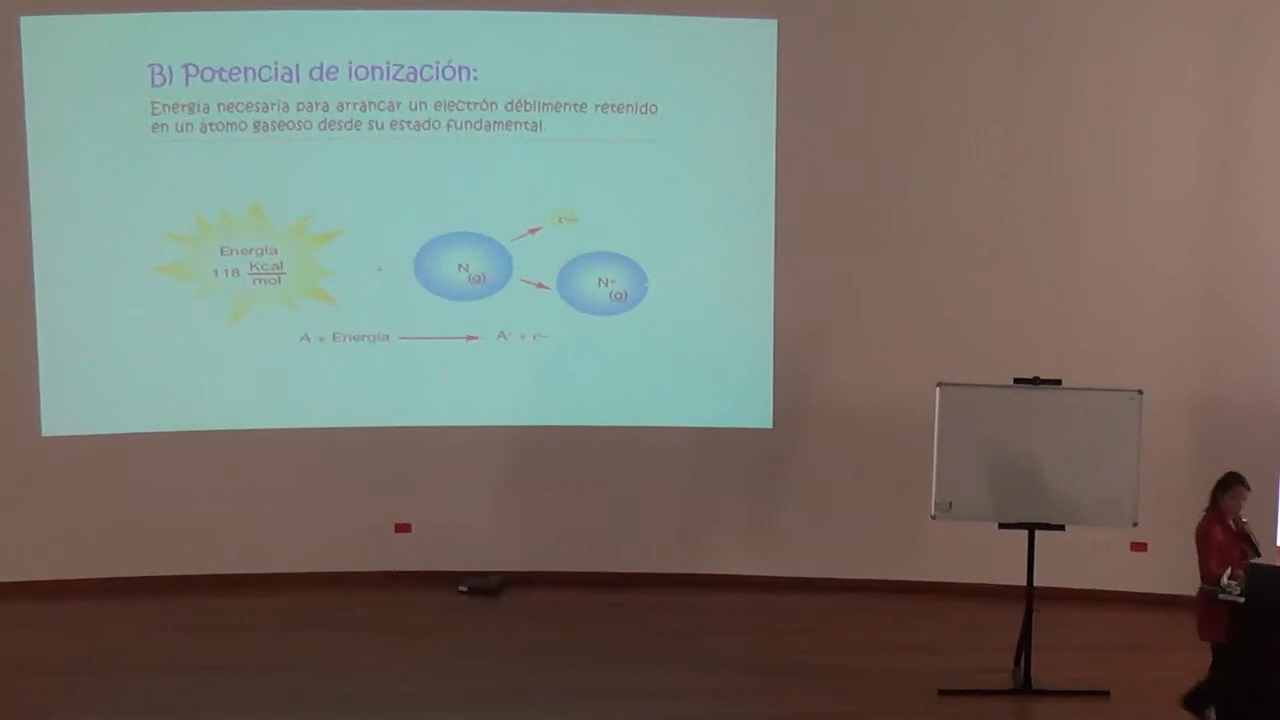 B) Potencial de ionización:
Energía necesaria para arrancar un electrón débilmente retenido
en un átomo gaseoso desde su estado fundamental.
Energía
118 Kcal
mol
+
N
(g)
e-
N+
(g)
A + Energía
A+ + e-